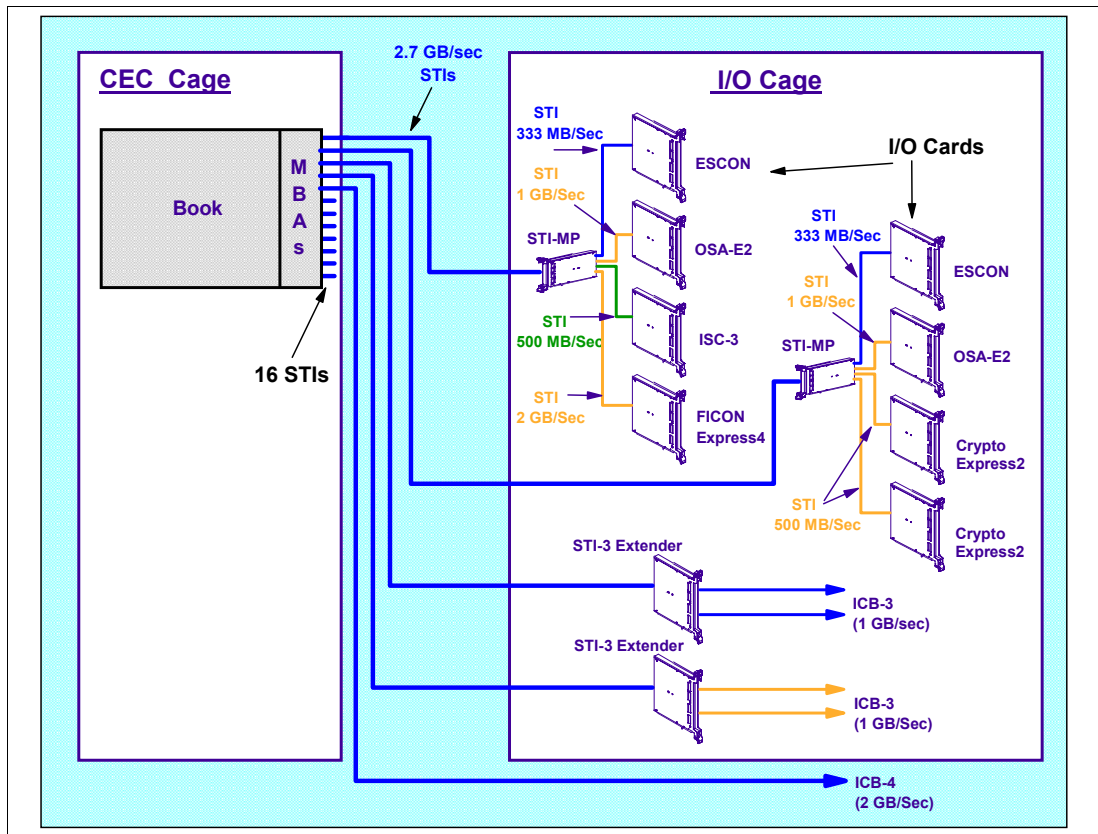 2.7 GB/sec
STIs
CEC Cage
I/O Cage
Book
M
B
A
s
16 STIs
STI
333 MB/Sec
ESCON
STI
1 GB/Sec
OSA-E2
STI-MP
STI
500 MB/Sec
ISC-3
STI
2 GB/Sec
FICON
Express4
I/O Cards
STI
333 MB/Sec
ESCON
STI
1 GB/Sec
OSA-E2
STI-MP
Crypto
Express2
STI
500 MB/Sec
Crypto
Express2
STI-3 Extender
ICB-3
(1 GB/sec)
STI-3 Extender
ICB-3
(1 GB/Sec)
ICB-4
(2 GB/Sec)